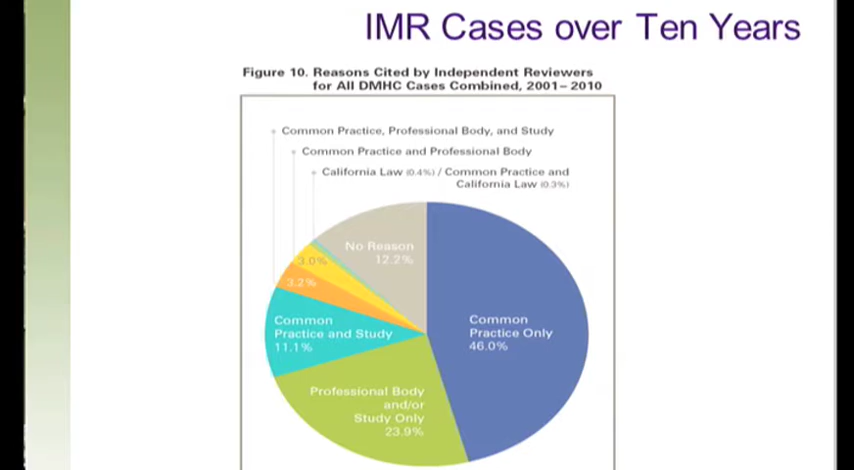 IMR Cases over Ten Years
Figure 10. Reasons Cited by Independent Reviewers
for All DMHC Cases Combined, 2001–2010
Common Practice, Professional Body, and Study
Common Practice and Professional Body
California Law (0.4%) / Common Practice and
California Law (0.3%)
No Reason
12.2%
3.0%
3.2%
Common
Practice and Study
11.1%
Common
Practice Only
46.0%
Professional Body
and/or
Study Only
23.9%